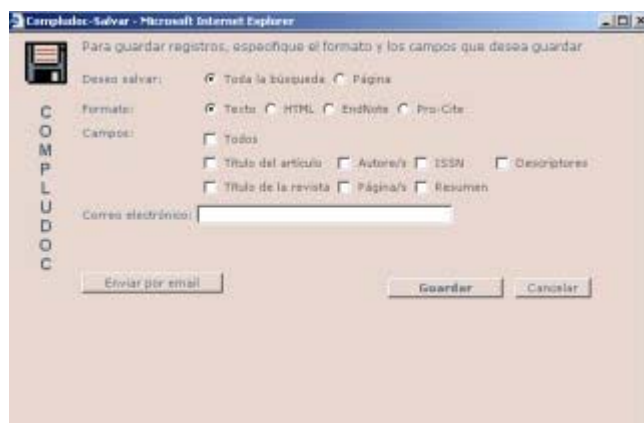 Compludoc-Salvar - Microsoft Internet Explorer
Para guardar registros, especifique el formato y los campos que desea guardar
Deseo salvar: Toda la búsqueda Página
Formato: Texto HTML EndNote Pro-Cite
Campos: Todos
Título del artículo Autore/s ISSN Descriptores
Título de la revista Página/s Resumen
Correo electrónico:
Enviar por email Guardar Cancelar
COMPLUDOC